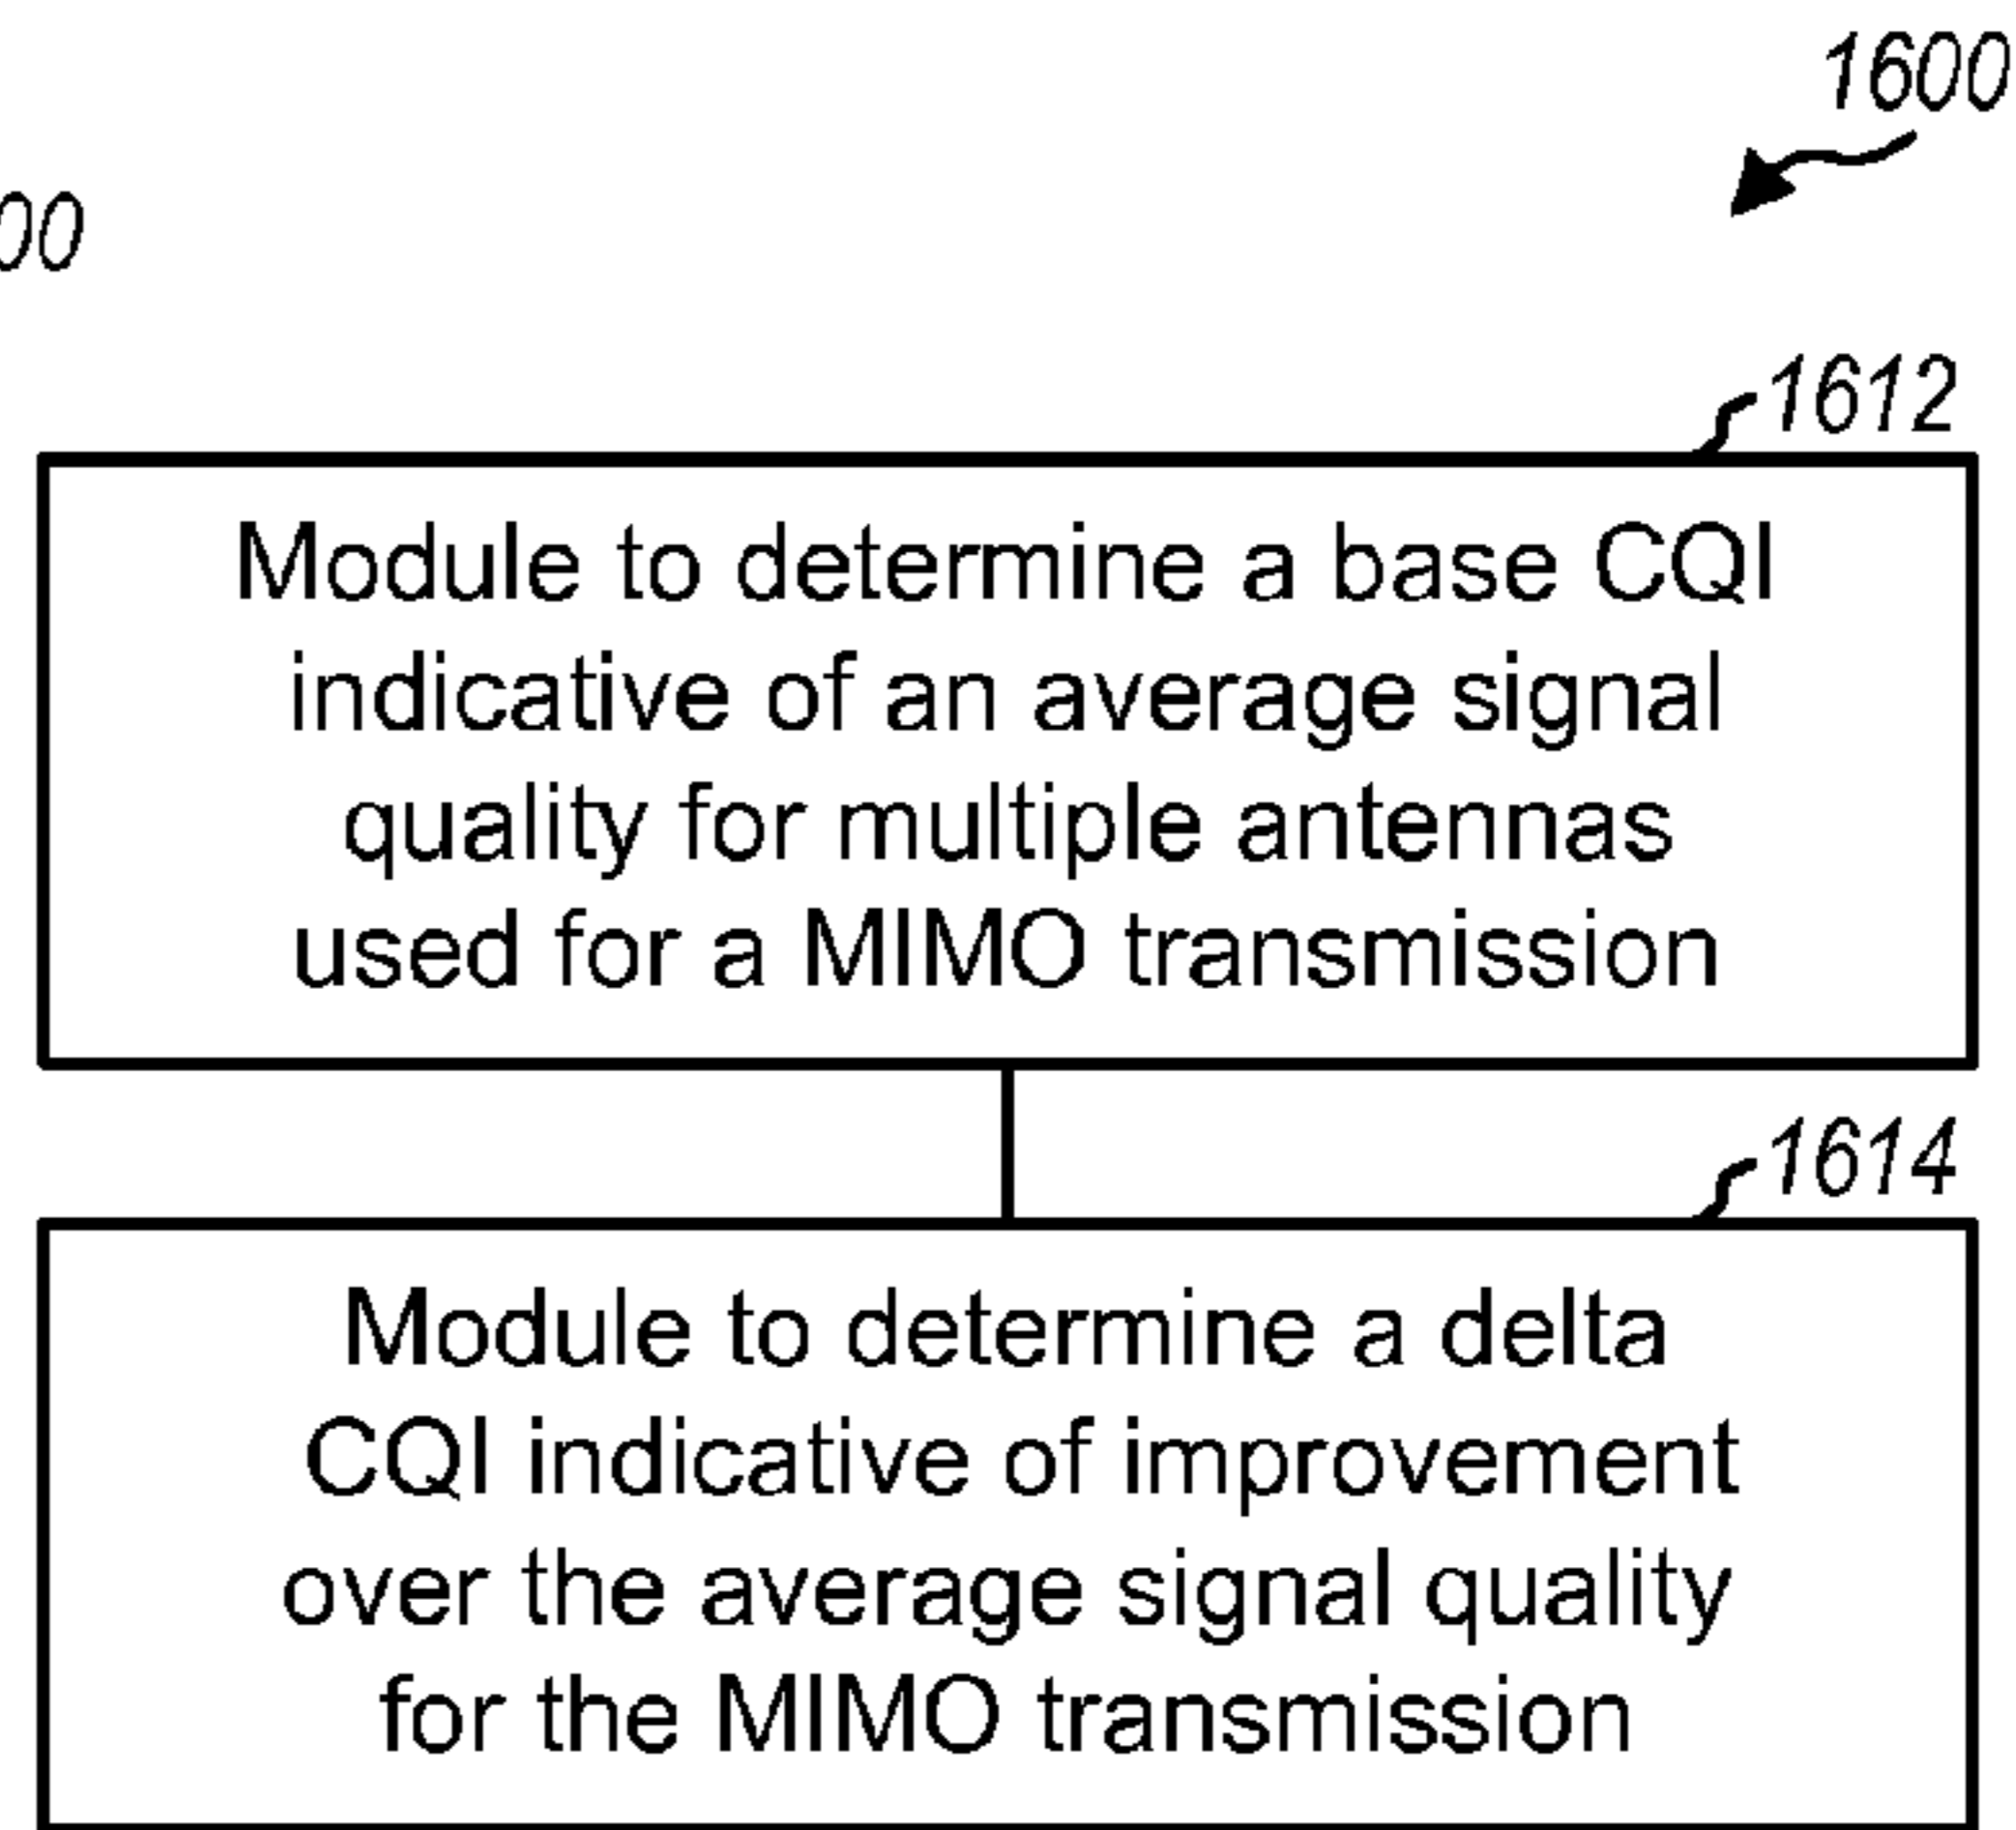 1600
00
1612
Module to determine a base CQI
indicative of an average signal
quality for multiple antennas
used for a MIMO transmission
1614
Module to determine a delta
CQI indicative of improvement
over the average signal quality
for the MIMO transmission